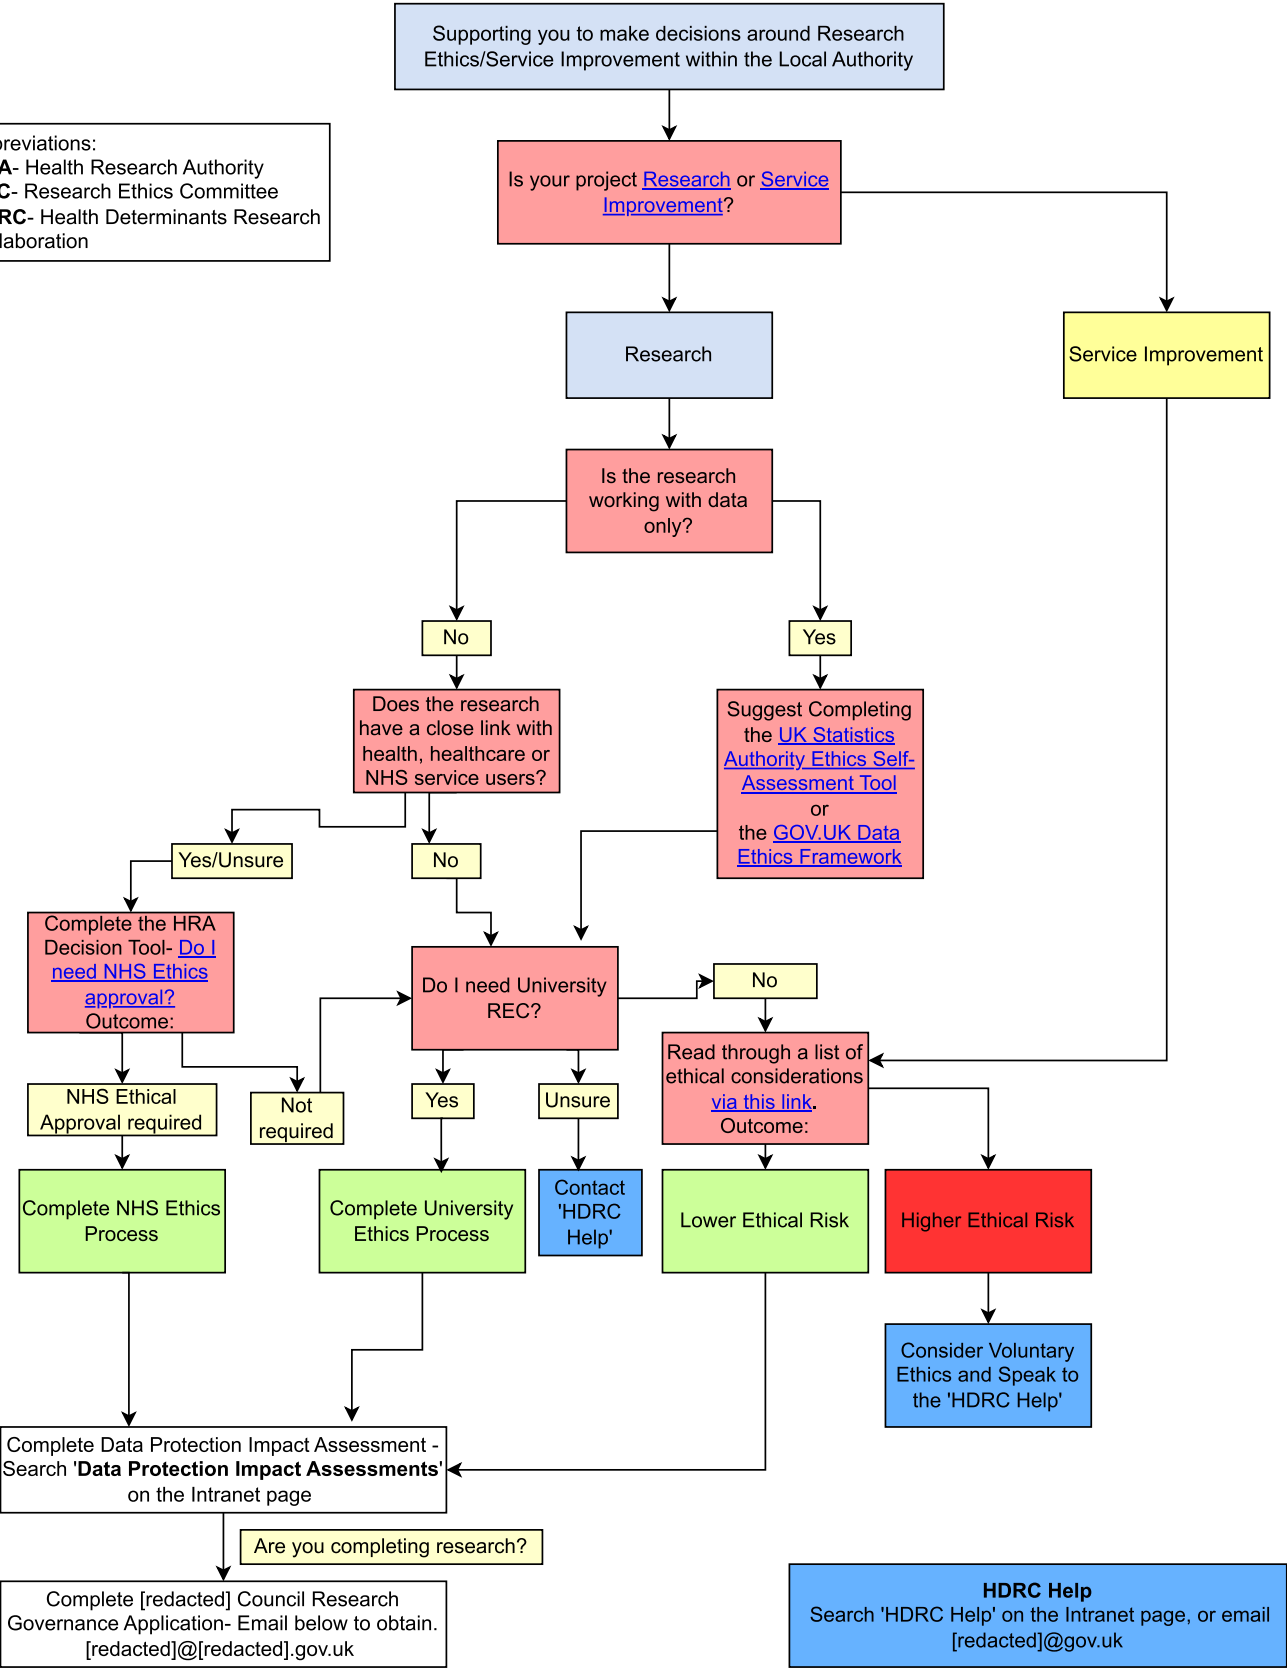 Supporting you to make decisions around Research
Ethics/Service Improvement within the Local Authority
breviations:
A- Health Research Authority
C- Research Ethics Committee
RC- Health Determinants Research
laboration
Is your project Research or Service
Improvement?
Research
Service Improvement
Is the research
working with data
only?
No
Yes
Does the research
have a close link with
health, healthcare or
NHS service users?
Suggest Completing
the UK Statistics
Authority Ethics Self-
Assessment Tool
or
the GOV.UK Data
Ethics Framework
Yes/Unsure
No
Complete the HRA
Decision Tool- Do I
need NHS Ethics
approval?
Outcome:
Do I need University
REC?
No
Read through a list of
ethical considerations
via this link.
Outcome:
NHS Ethical
Approval required
Not
required
Yes
Unsure
Complete NHS Ethics
Process
Complete University
Ethics Process
Contact
'HDRC
Help'
Lower Ethical Risk
Higher Ethical Risk
Consider Voluntary
Ethics and Speak to
the 'HDRC Help'
Complete Data Protection Impact Assessment -
Search 'Data Protection Impact Assessments'
on the Intranet page
Are you completing research?
Complete [redacted] Council Research
Governance Application- Email below to obtain.
[redacted]@[redacted].gov.uk
HDRC Help
Search 'HDRC Help' on the Intranet page, or email
[redacted]@gov.uk